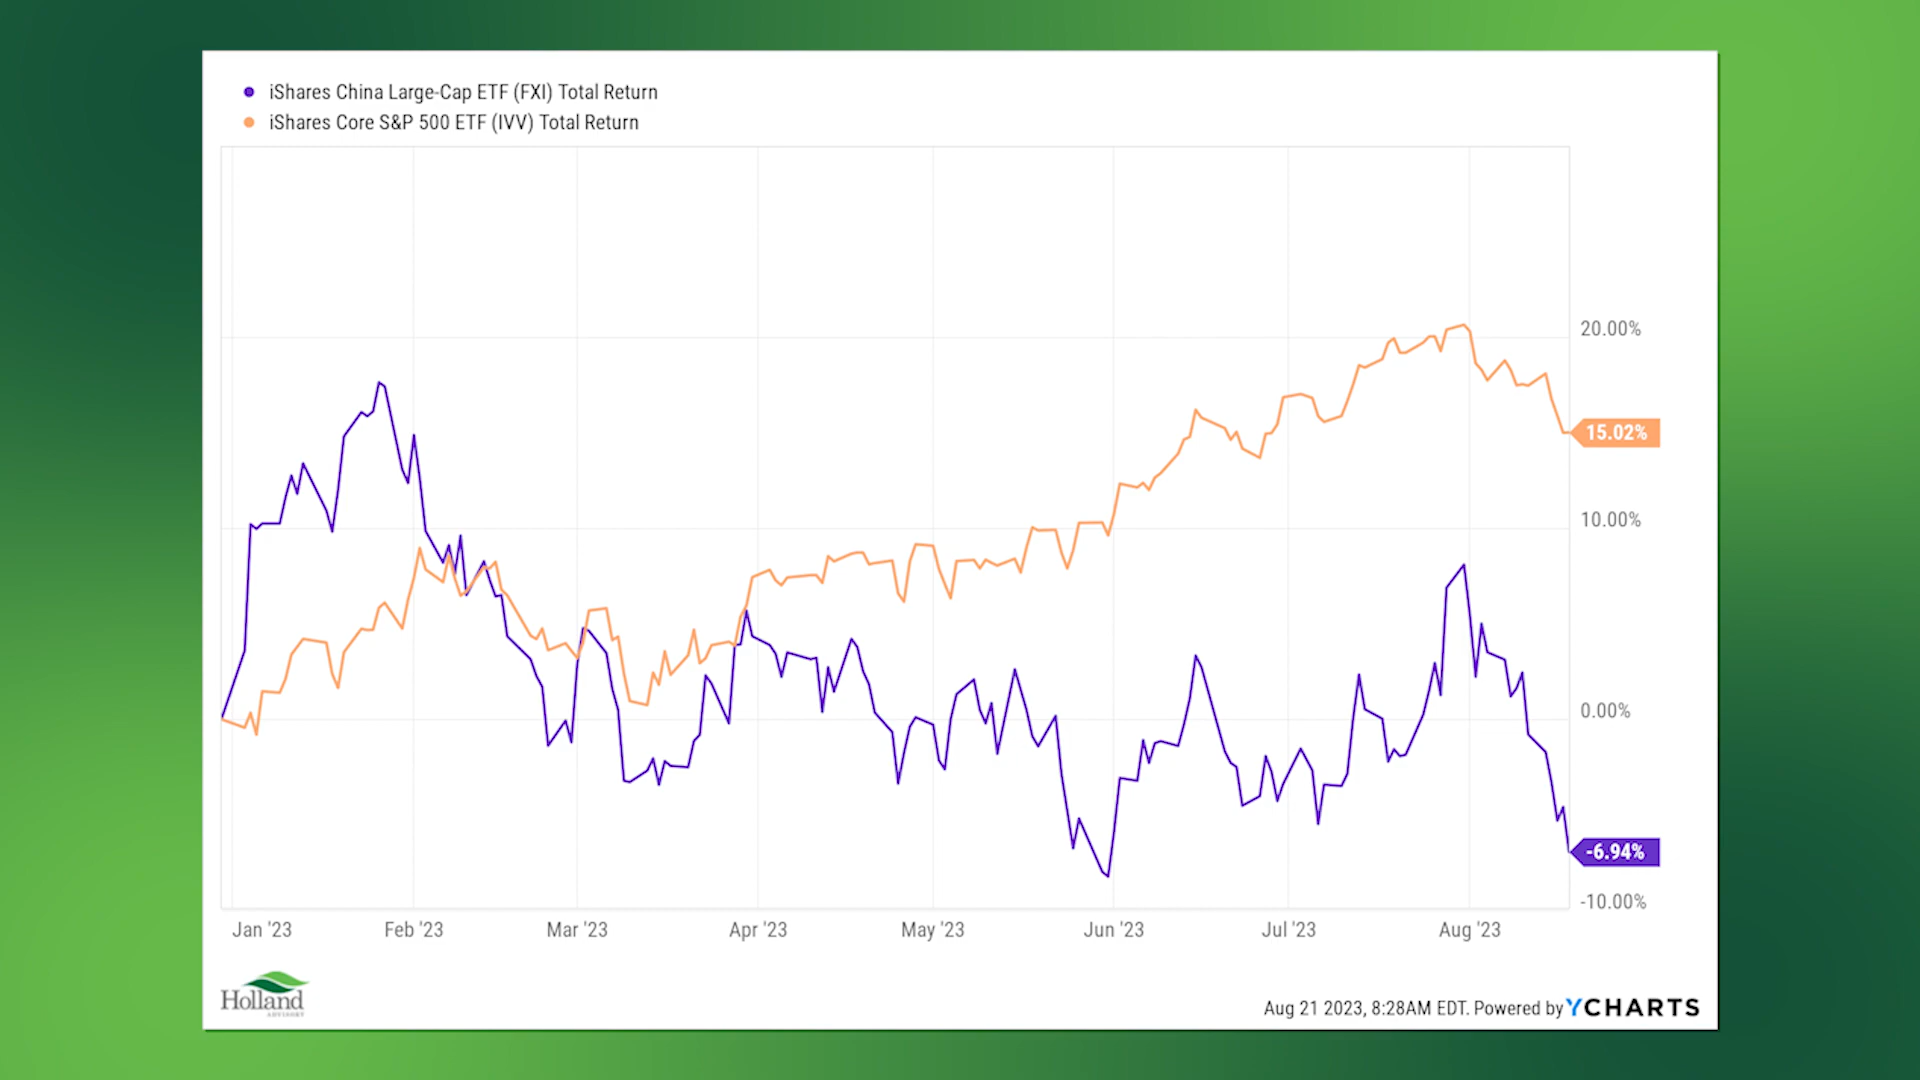 iShares China Large-Cap ETF (FXI) Total Return
iShares Core S&P 500 ETF (IVV) Total Return
20.00%
15.02%
10.00%
0.00%
-6.94%
-10.00%
Jan '23 Feb '23 Mar '23 Apr '23 May '23 Jun '23 Jul '23 Aug '23
Holland
ADVISORY
Aug 21 2023, 8:28AM EDT. Powered by YCHARTS